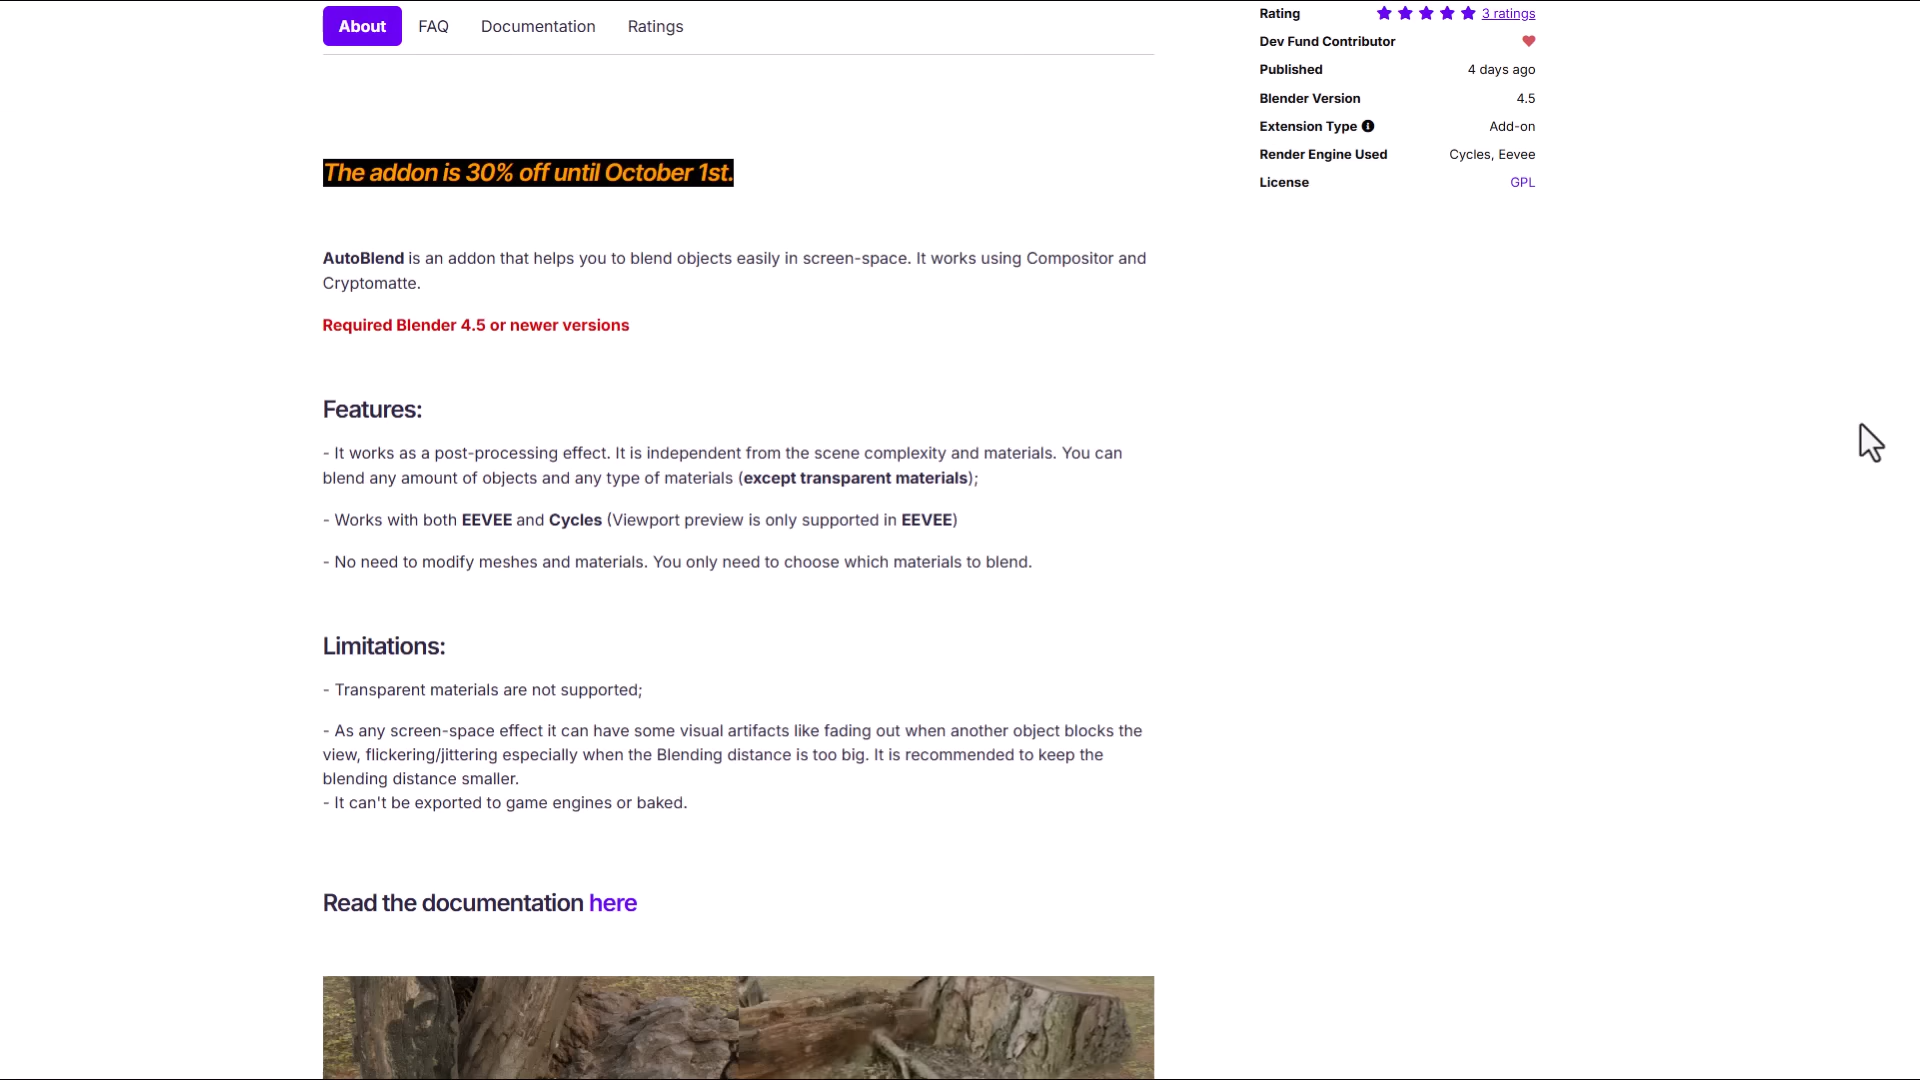 About
FAQ
Documentation
Ratings
Rating 3 ratings
Dev Fund Contributor
Published 4 days ago
Blender Version 4.5
Extension Type Add-on
Render Engine Used Cycles, Eevee
License GPL
The addon is 30% off until October 1st.
AutoBlend is an addon that helps you to blend objects easily in screen-space. It works using Compositor and
Cryptomatte.
Required Blender 4.5 or newer versions
Features:
- It works as a post-processing effect. It is independent from the scene complexity and materials. You can
blend any amount of objects and any type of materials (except transparent materials);
- Works with both EEVEE and Cycles (Viewport preview is only supported in EEVEE)
- No need to modify meshes and materials. You only need to choose which materials to blend.
Limitations:
- Transparent materials are not supported;
- As any screen-space effect it can have some visual artifacts like fading out when another object blocks the
view, flickering/jittering especially when the Blending distance is too big. It is recommended to keep the
blending distance smaller.
- It can't be exported to game engines or baked.
Read the documentation here